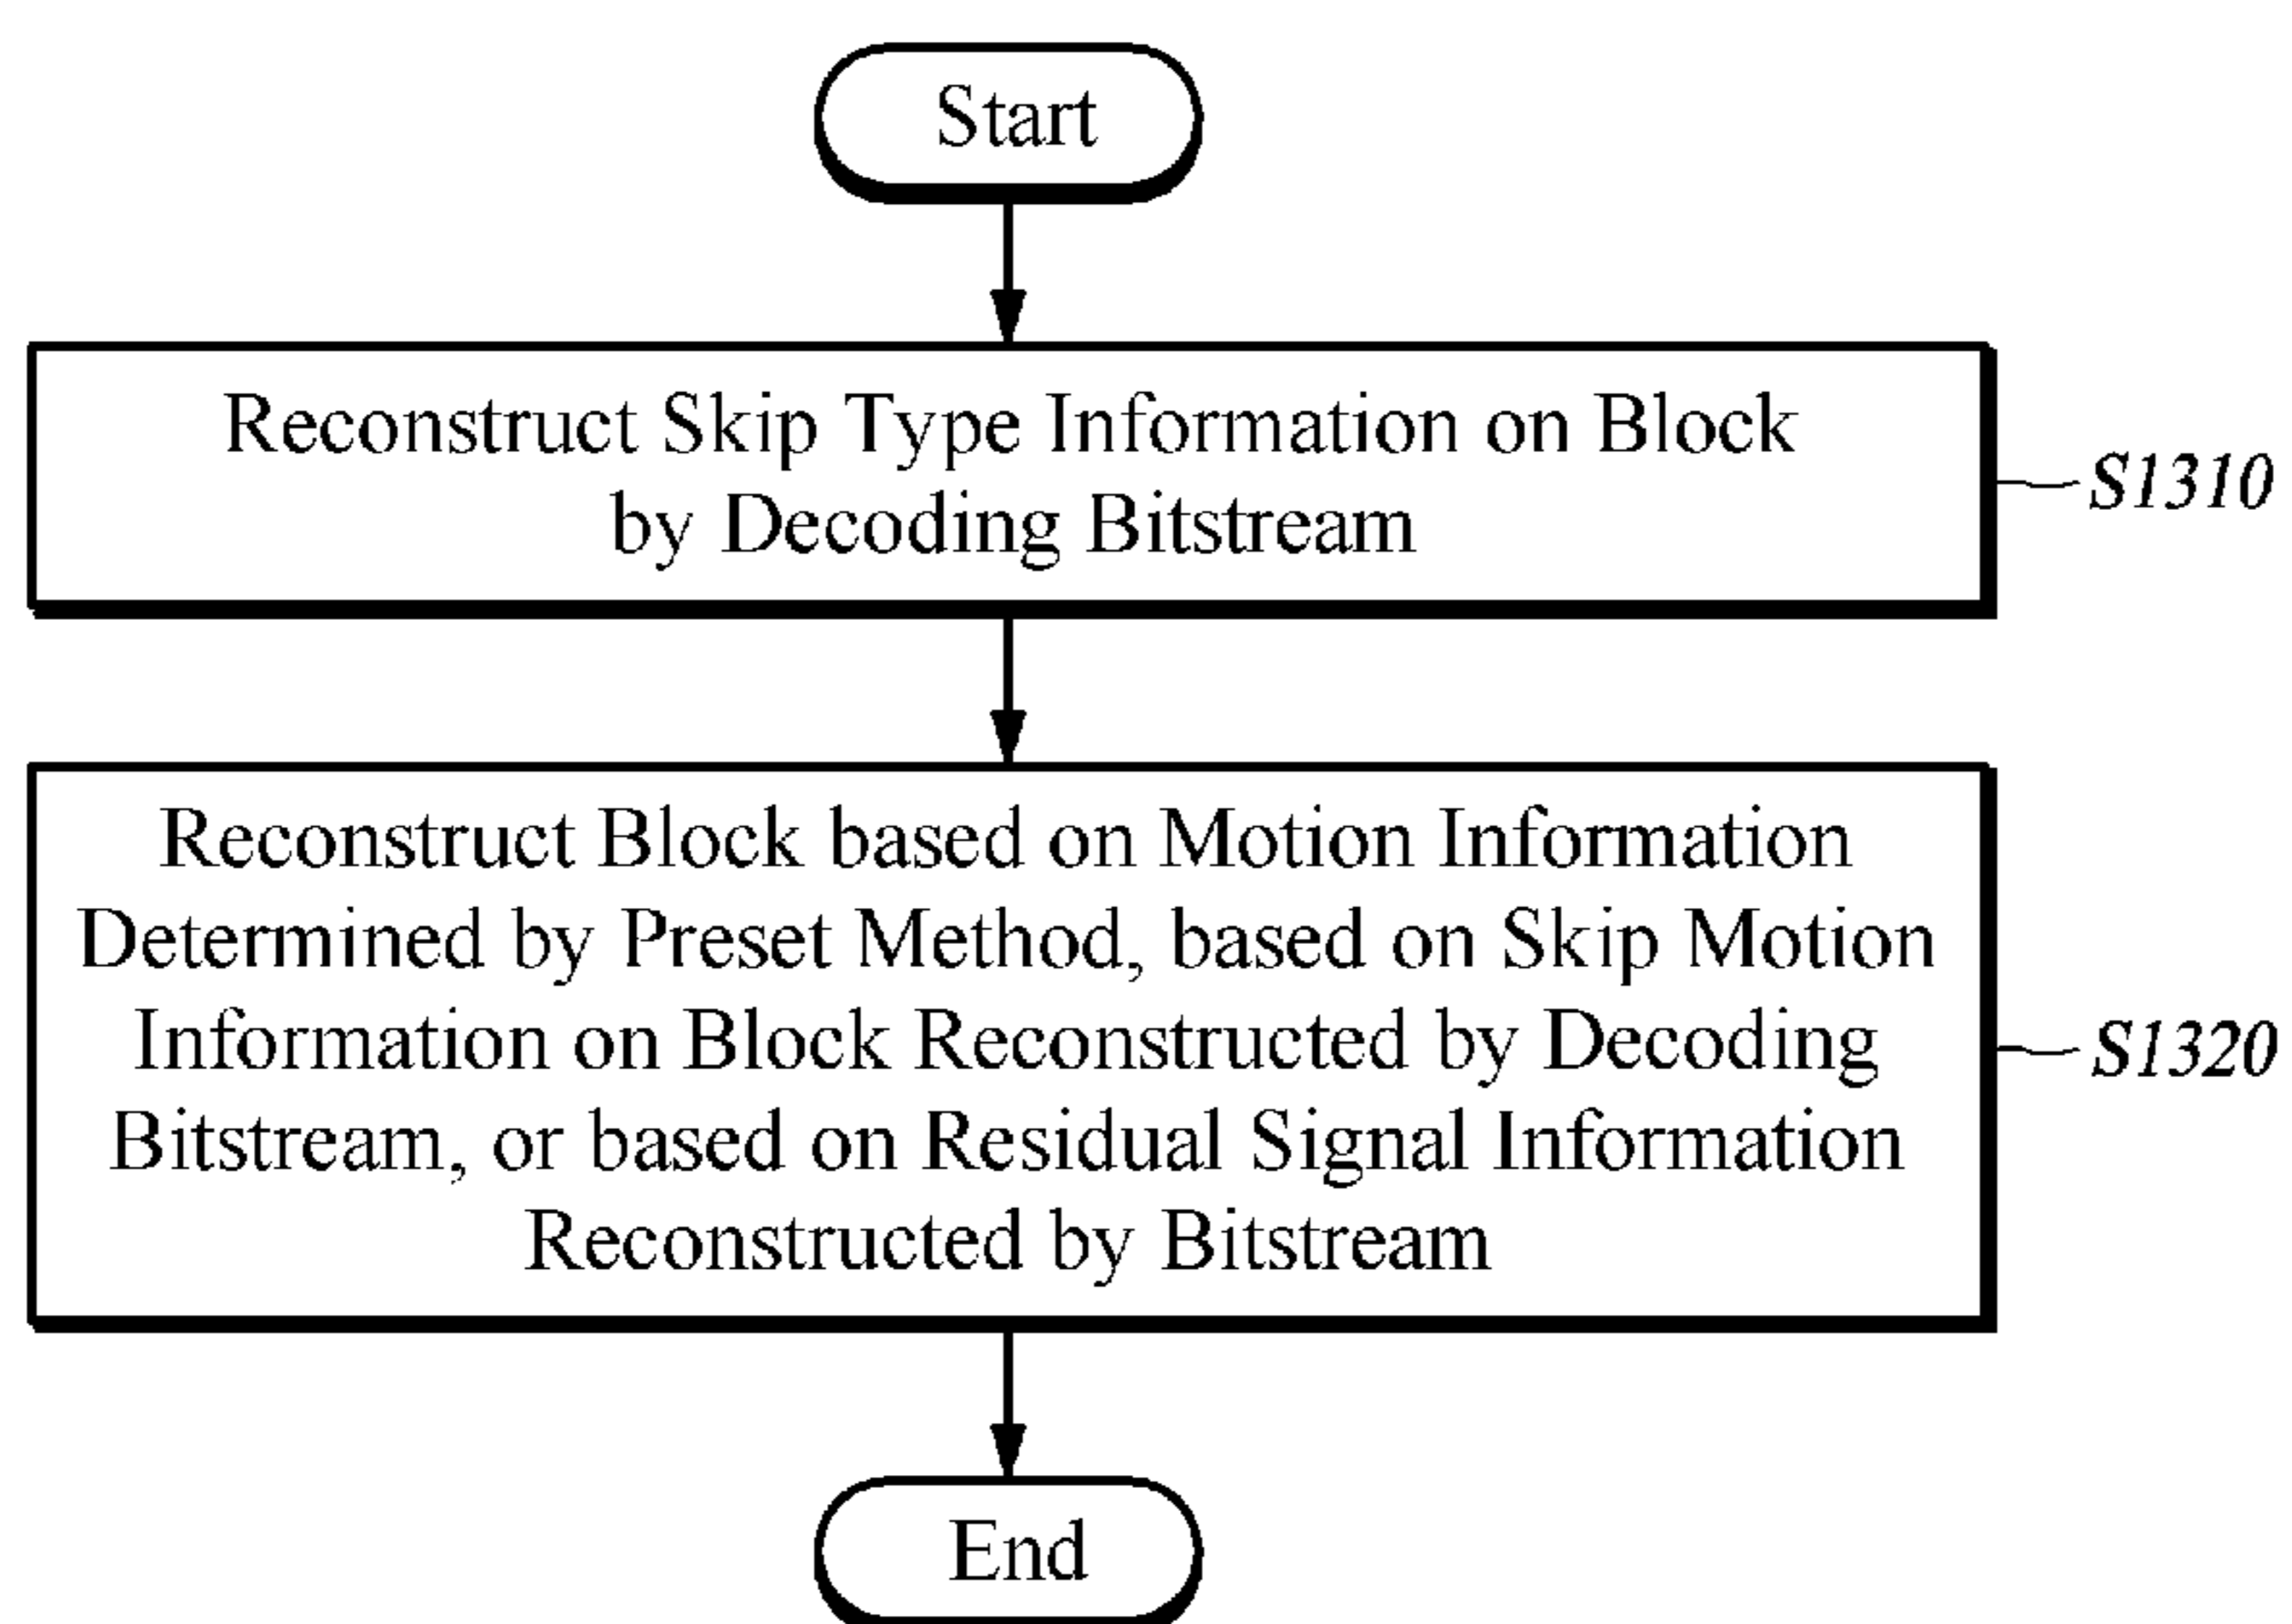 Start
Reconstruct Skip Type Information on Block
by Decoding Bitstream
S1310
Reconstruct Block based on Motion Information
Determined by Preset Method, based on Skip Motion
Information on Block Reconstructed by Decoding
Bitstream, or based on Residual Signal Information
Reconstructed by Bitstream
S1320
End